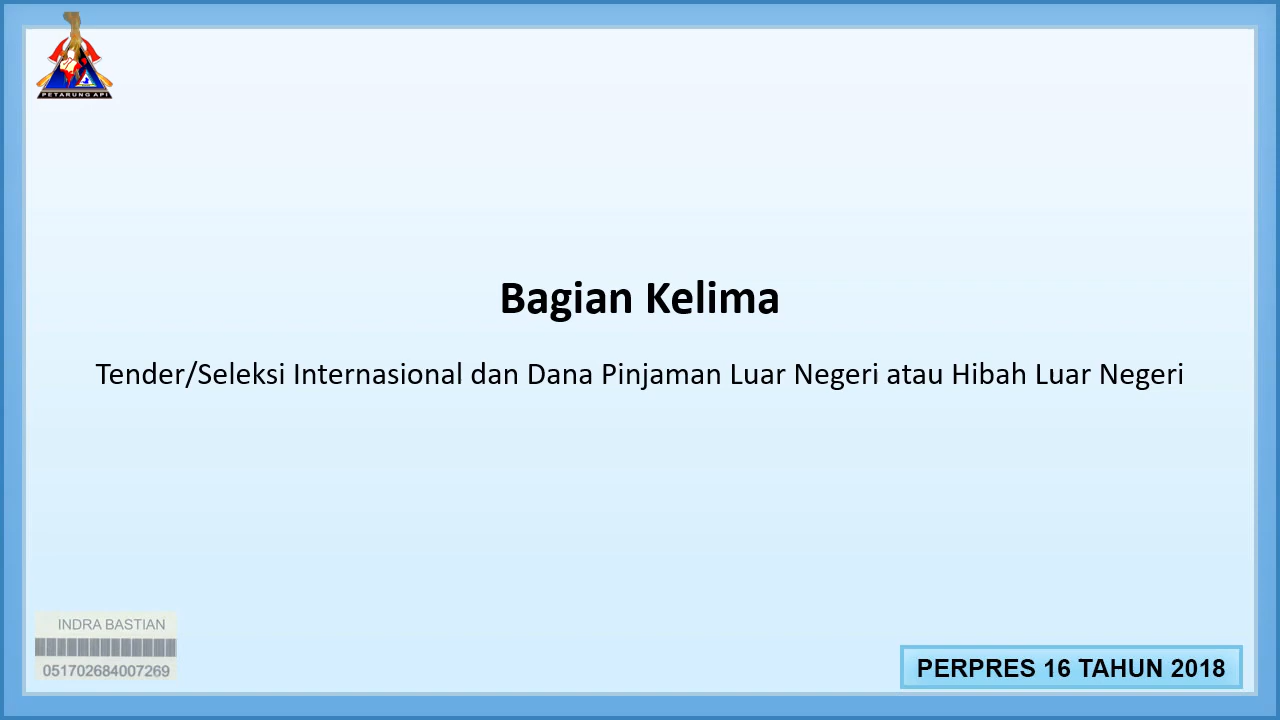 PETARUNG API
Bagian Kelima
Tender/Seleksi Internasional dan Dana Pinjaman Luar Negeri atau Hibah Luar Negeri
INDRA BASTIAN
051702684007269
PERPRES 16 TAHUN 2018